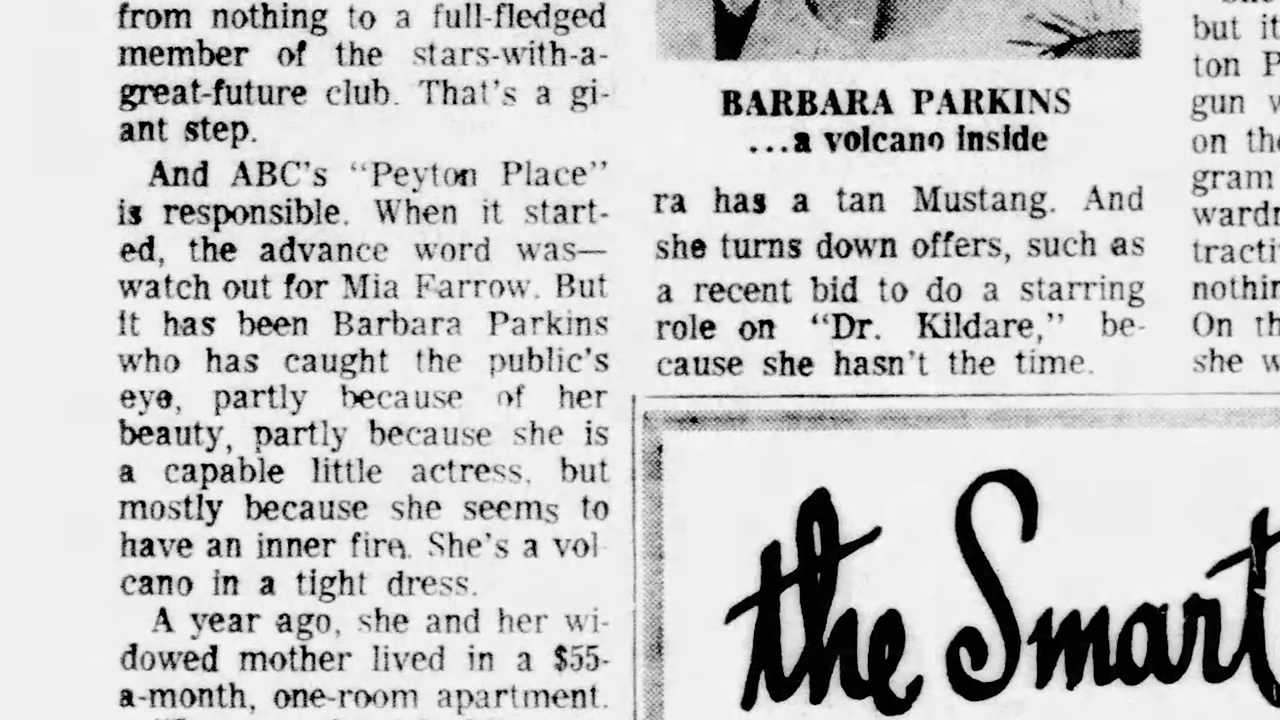 from nothing to a full-fledged
member of the stars-with-a-
great-future club. That's a gi-
ant step.
And ABC's “Peyton Place”
is responsible. When it start-
ed, the advance word was—
watch out for Mia Farrow. But
it has been Barbara Parkins
who has caught the public's
eye, partly because of her
beauty, partly because she is
a capable little actress, but
mostly because she seems to
have an inner fire. She's a vol-
cano in a tight dress.
A year ago, she and her wi-
dowed mother lived in a $55-
a-month, one-room apartment.
BARBARA PARKINS
...a volcano inside
ra has a tan Mustang. And
she turns down offers, such as
a recent bid to do a starring
role on “Dr. Kildare,” be-
cause she hasn't the time.
but it
ton P
gun w
on the
gram
wardr
tracti
nothin
On th
she w
the Smart